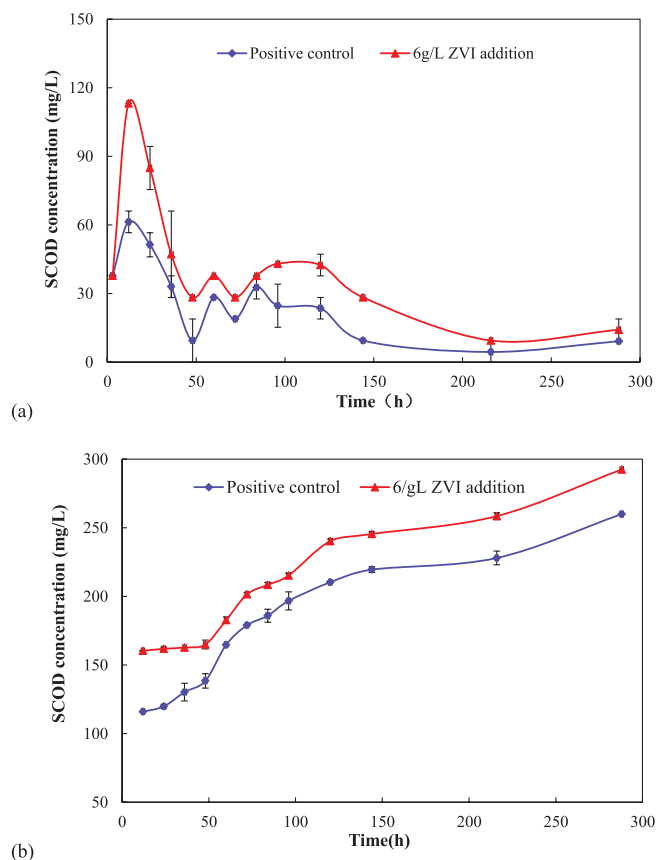 150
120
90
60
30
0
SCOD concentration (mg/L)
Positive control
6g/L ZVI addition
0 50 100 150 200 250 300
Time（h）
(a)
300
250
200
150
100
50
SCOD concentration (mg/L)
Positive control
6/gL ZVI addition
0 50 100 150 200 250 300
Time(h)
(b)